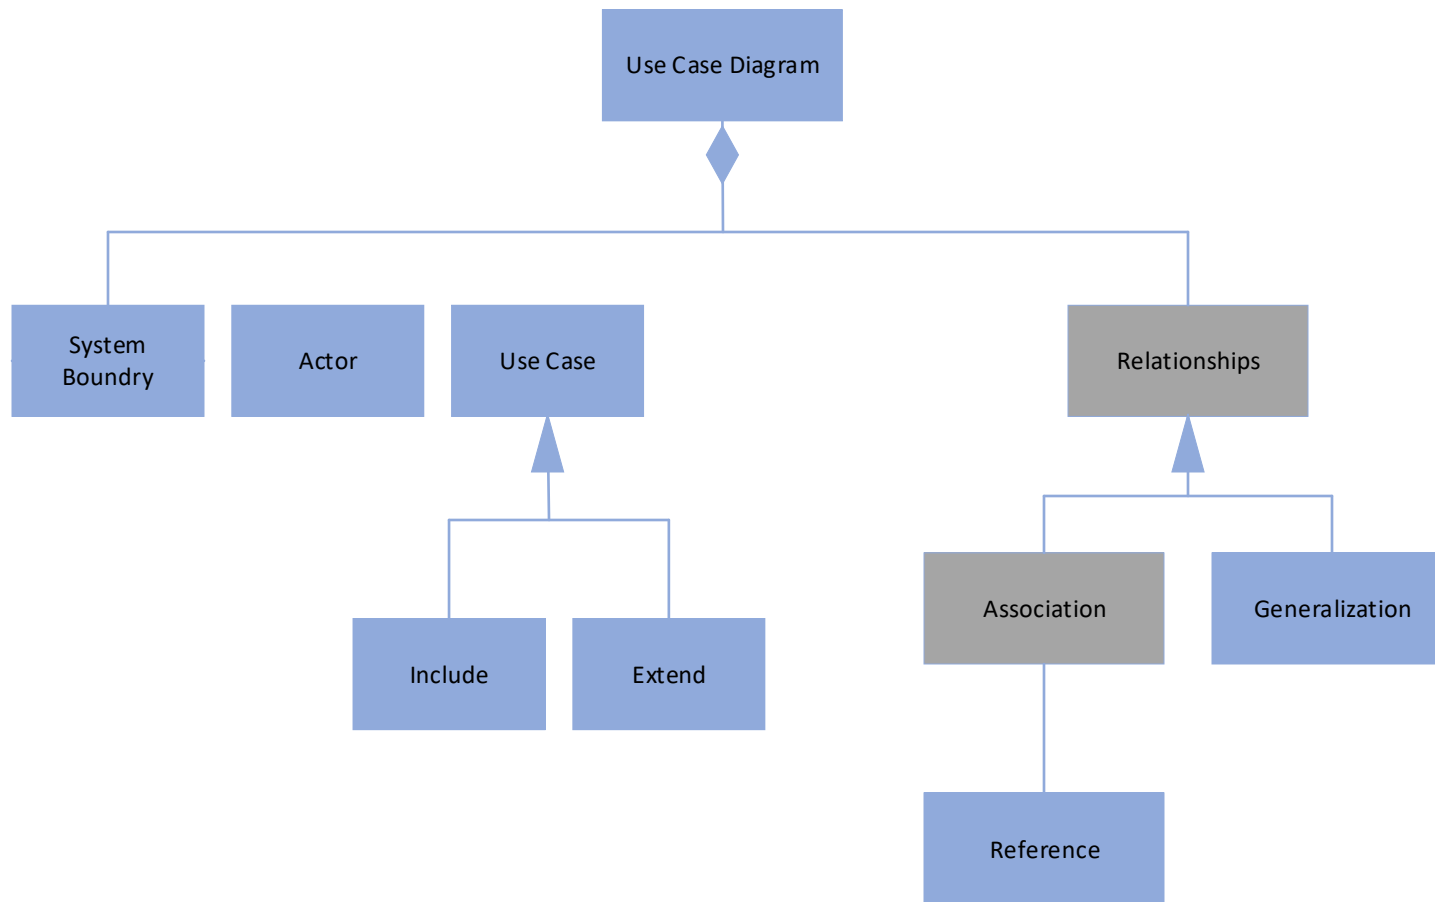 Use Case Diagram
System
Boundry
Actor
Use Case
Relationships
Association
Generalization
Include
Extend
Reference